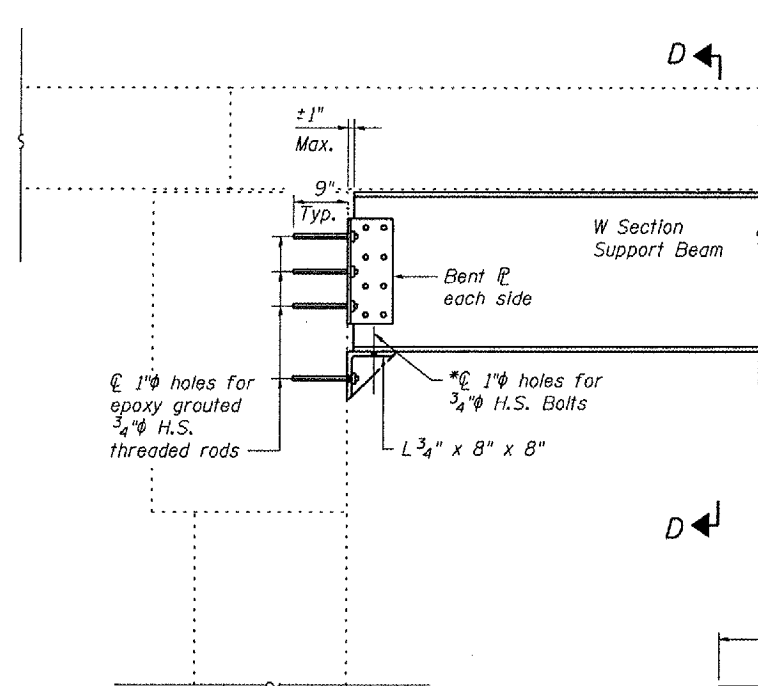 D
±1"
Max.
9"
Typ.
W Section
Support Beam
Bent ℄ each side
℄ 1"ϕ holes for
epoxy grouted
3/4"ϕ H.S.
threaded rods
*℄ 1"ϕ holes for
3/4"ϕ H.S. Bolts
L 3/4" x 8" x 8"
D